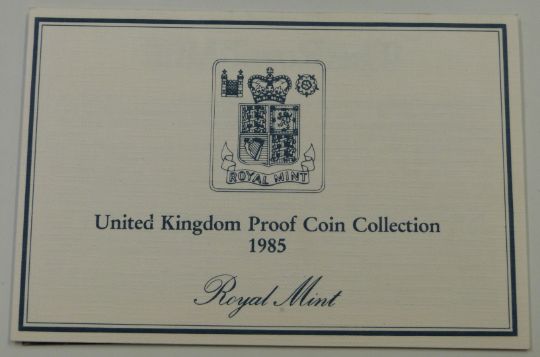 ROYAL MINT
United Kingdom Proof Coin Collection
1985
Royal Mint